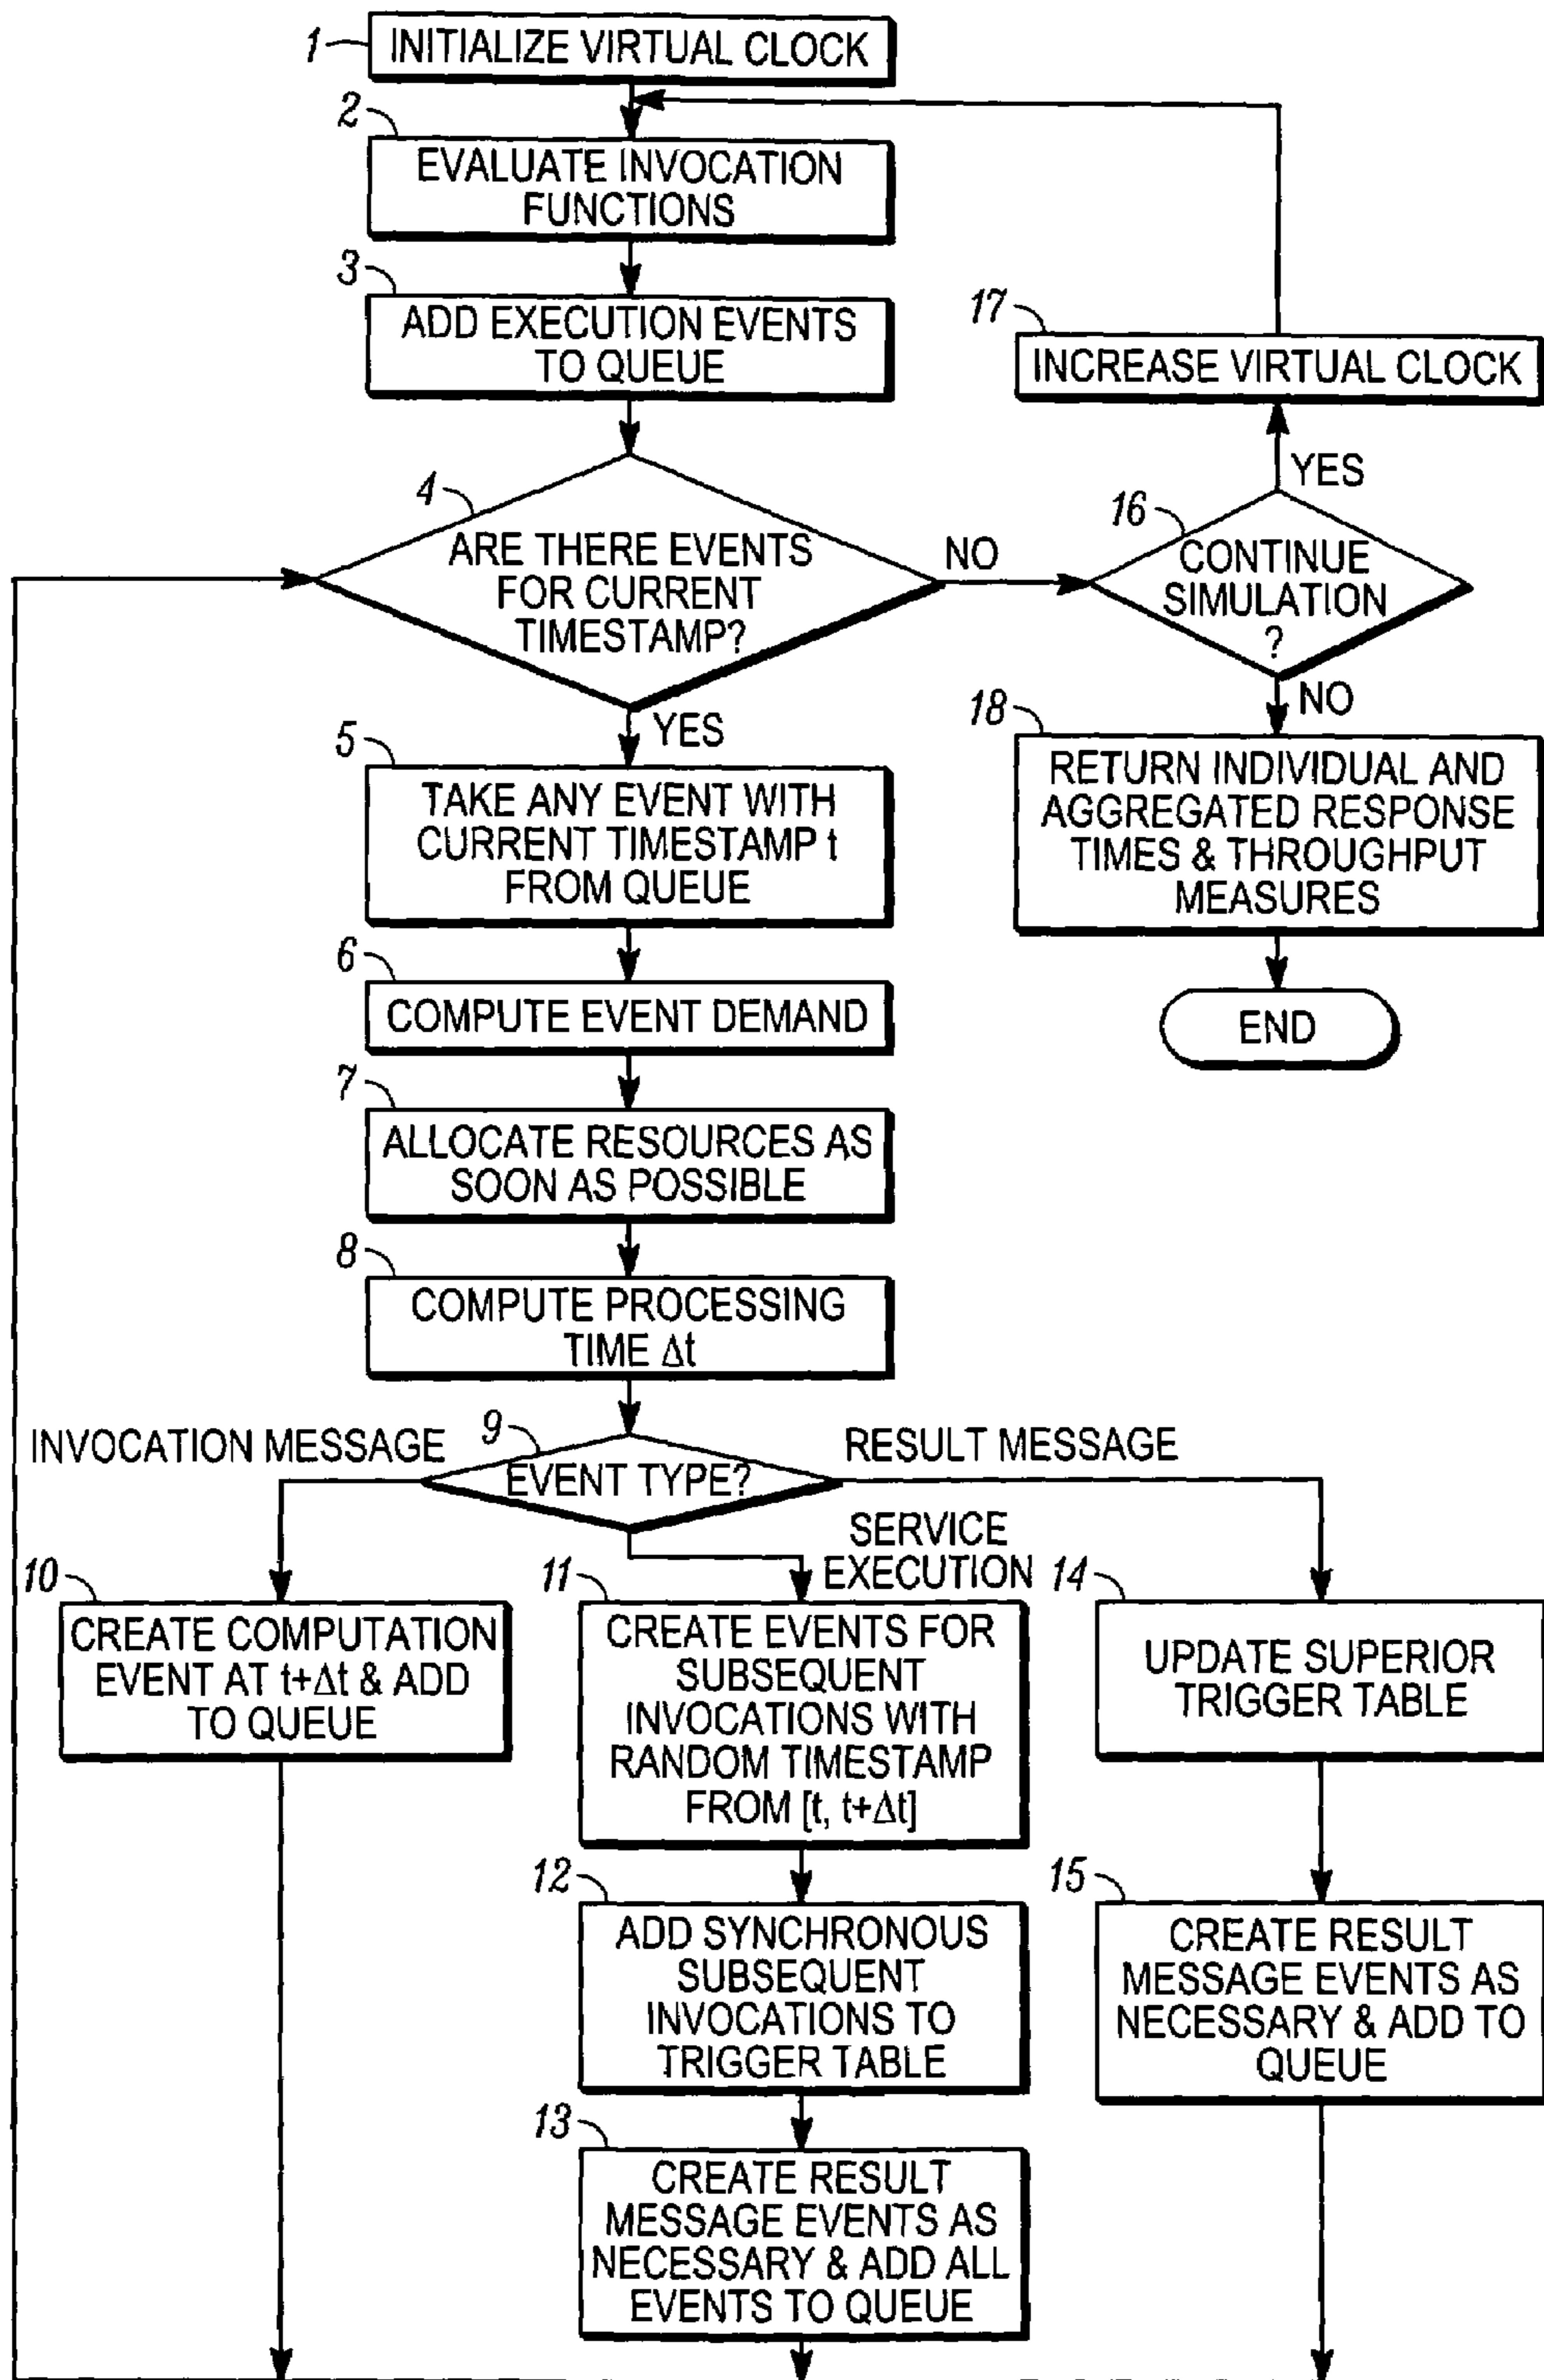 1
INITIALIZE VIRTUAL CLOCK
2
EVALUATE INVOCATION
FUNCTIONS
3
ADD EXECUTION EVENTS
TO QUEUE
17
INCREASE VIRTUAL CLOCK
YES
4
ARE THERE EVENTS
FOR CURRENT
TIMESTAMP?
NO
16
CONTINUE
SIMULATION
?
YES
NO
5
TAKE ANY EVENT WITH
CURRENT TIMESTAMP t
FROM QUEUE
18
RETURN INDIVIDUAL AND
AGGREGATED RESPONSE
TIMES & THROUGHPUT
MEASURES
END
6
COMPUTE EVENT DEMAND
7
ALLOCATE RESOURCES AS
SOON AS POSSIBLE
8
COMPUTE PROCESSING
TIME Δt
INVOCATION MESSAGE
9
EVENT TYPE?
RESULT MESSAGE
SERVICE
EXECUTION
10
CREATE COMPUTATION
EVENT AT t+Δt & ADD
TO QUEUE
11
CREATE EVENTS FOR
SUBSEQUENT
INVOCATIONS WITH
RANDOM TIMESTAMP
FROM [t, t+Δt]
14
UPDATE SUPERIOR
TRIGGER TABLE
12
ADD SYNCHRONOUS
SUBSEQUENT
INVOCATIONS TO
TRIGGER TABLE
15
CREATE RESULT
MESSAGE EVENTS AS
NECESSARY & ADD TO
QUEUE
13
CREATE RESULT
MESSAGE EVENTS AS
NECESSARY & ADD ALL
EVENTS TO QUEUE